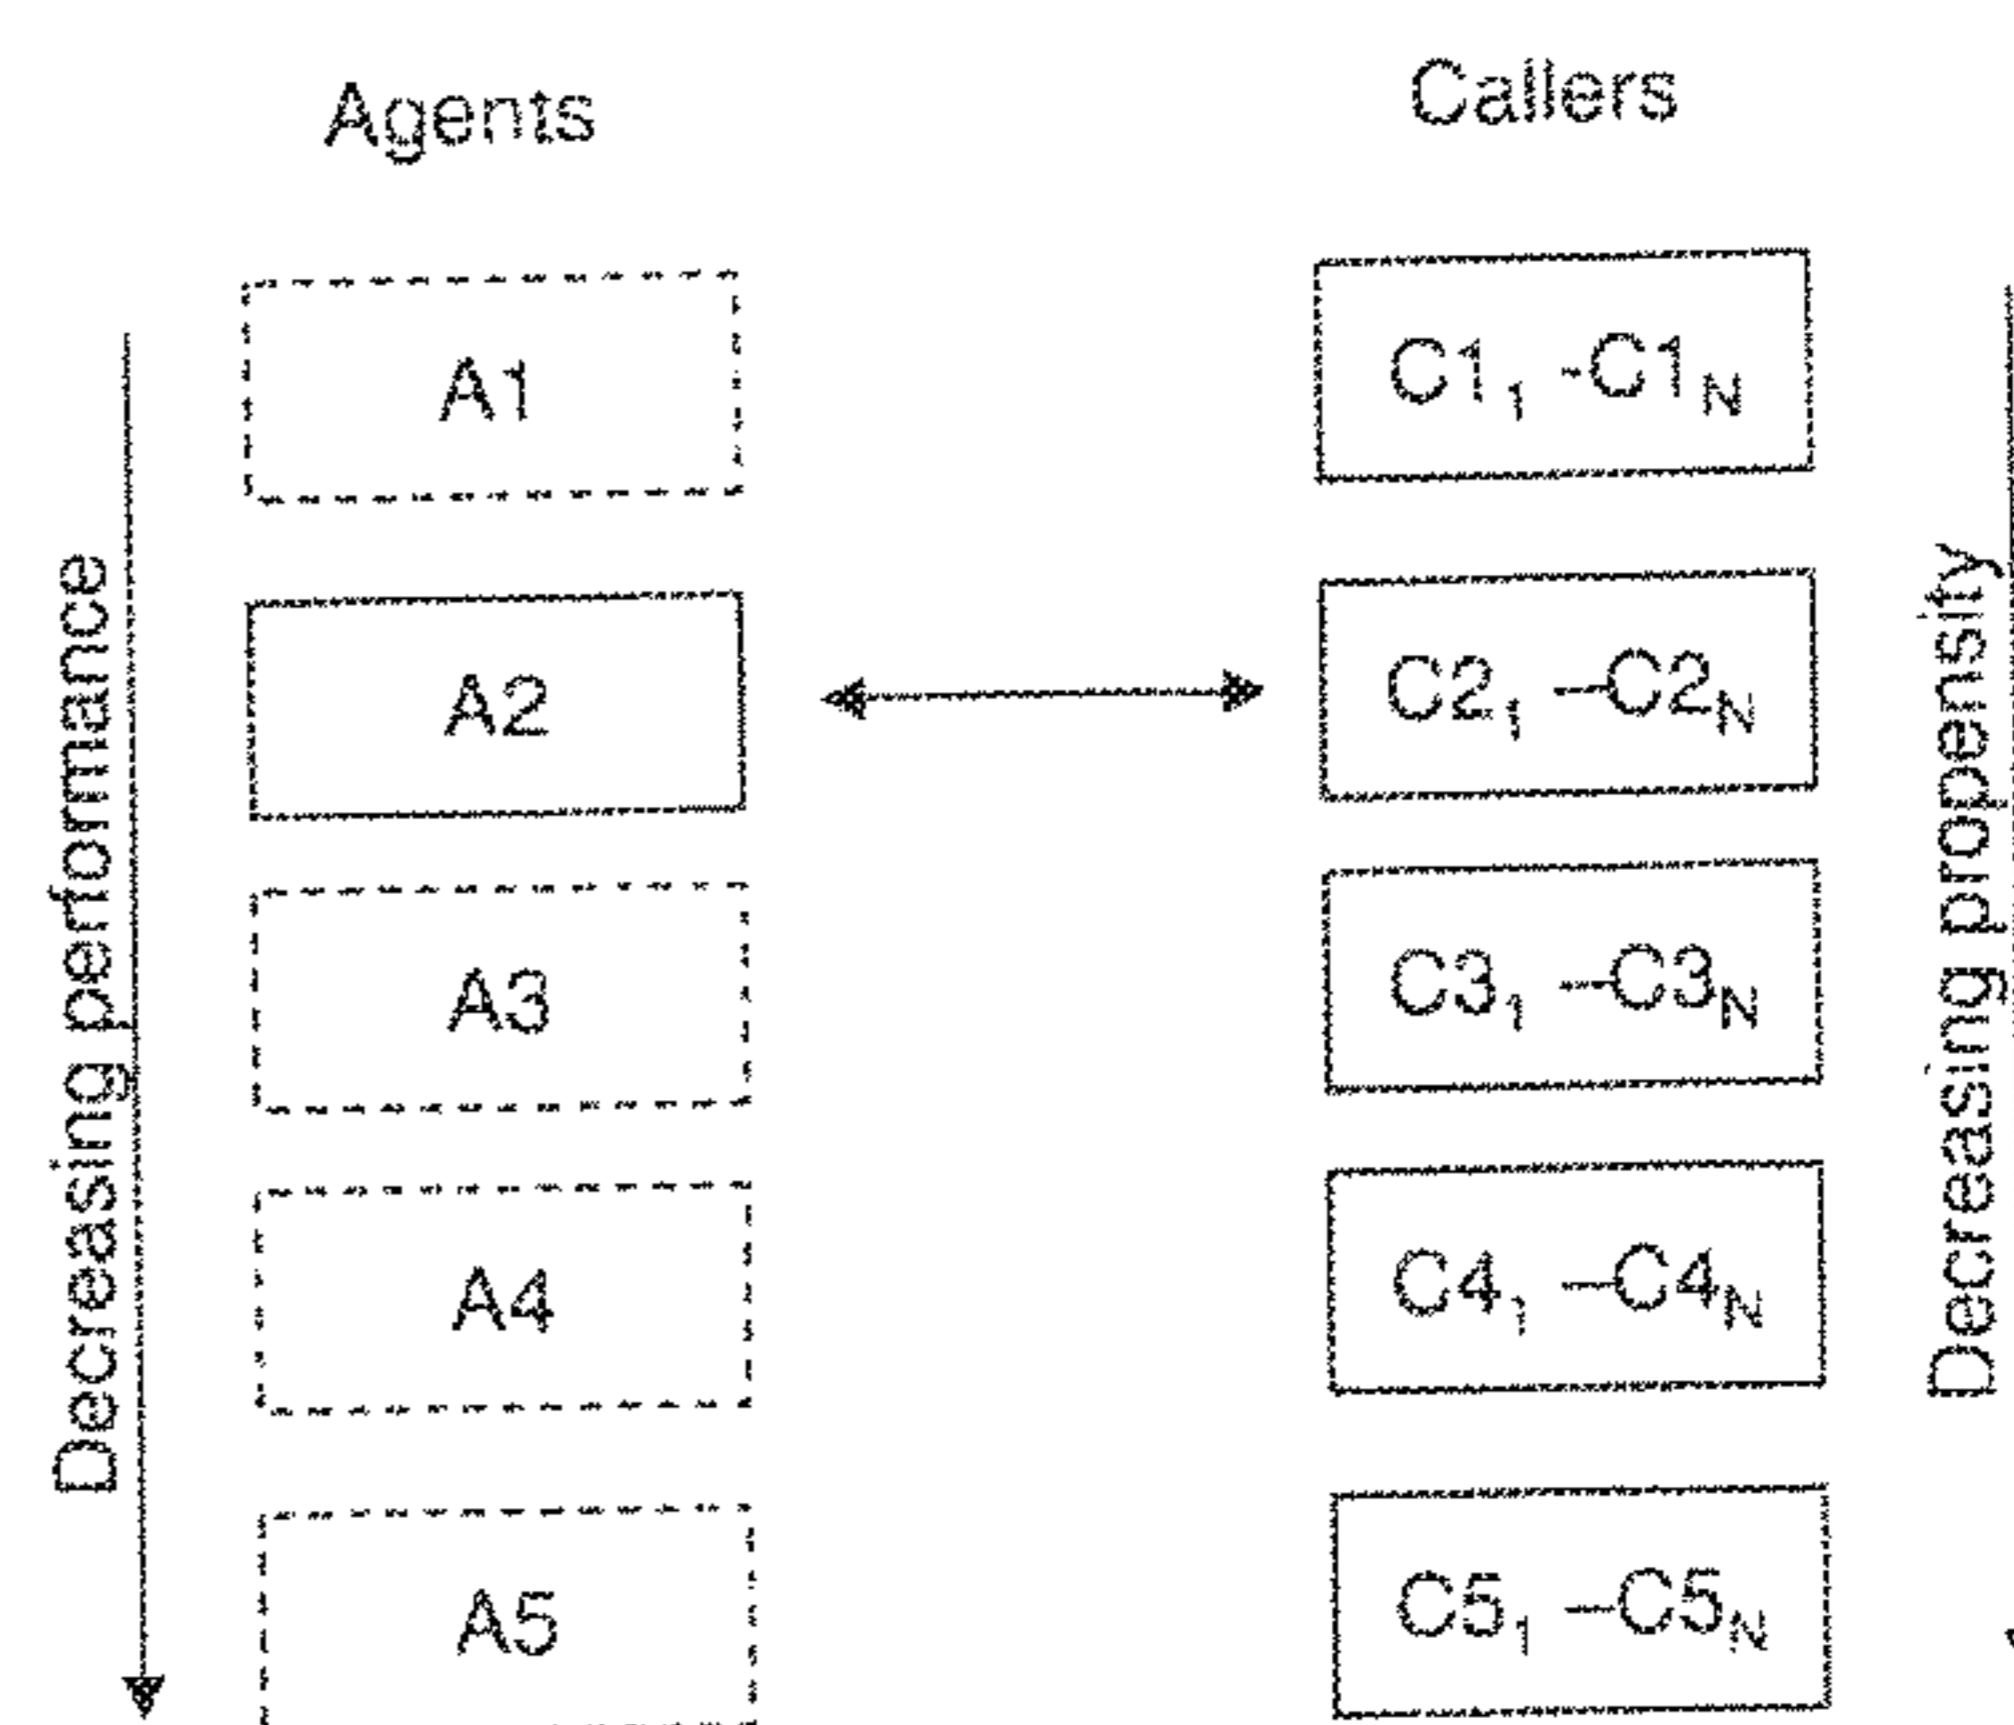 Agents
Callers
Decreasing performance
A1
C1₁ -C1N
A2
C2₁ –C2N
A3
C3₁ –C3N
A4
C4₁ –C4N
A5
C5₁ –C5N
Decreasing propensity